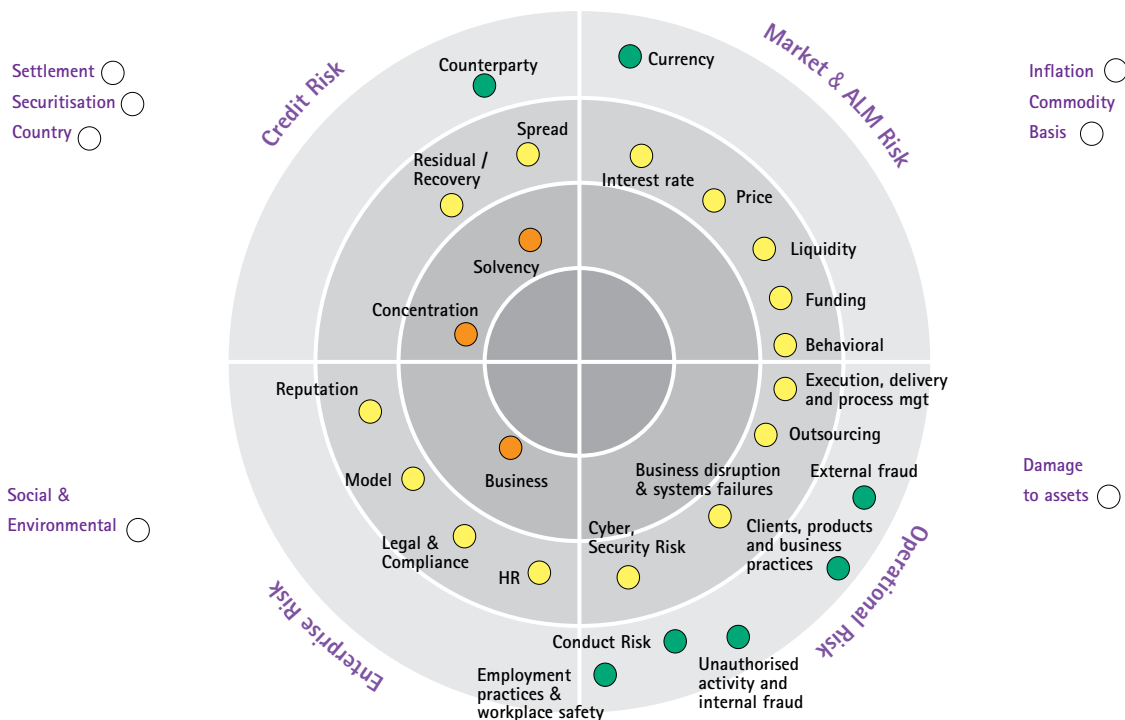 Settlement
Securitisation
Country
Credit Risk
Counterparty
Spread
Residual /
Recovery
Solvency
Concentration
Market & ALM Risk
Currency
Interest rate
Price
Liquidity
Funding
Behavioral
Inflation
Commodity
Basis
Reputation
Model
Legal &
Compliance
HR
Business
Enterprise Risk
Social &
Environmental
Execution, delivery
and process mgt
Outsourcing
Business disruption
& systems failures
External fraud
Cyber,
Security Risk
Clients, products
and business
practices
Conduct Risk
Employment
practices &
workplace safety
Unauthorised
activity and
internal fraud
Operational Risk
Damage
to assets